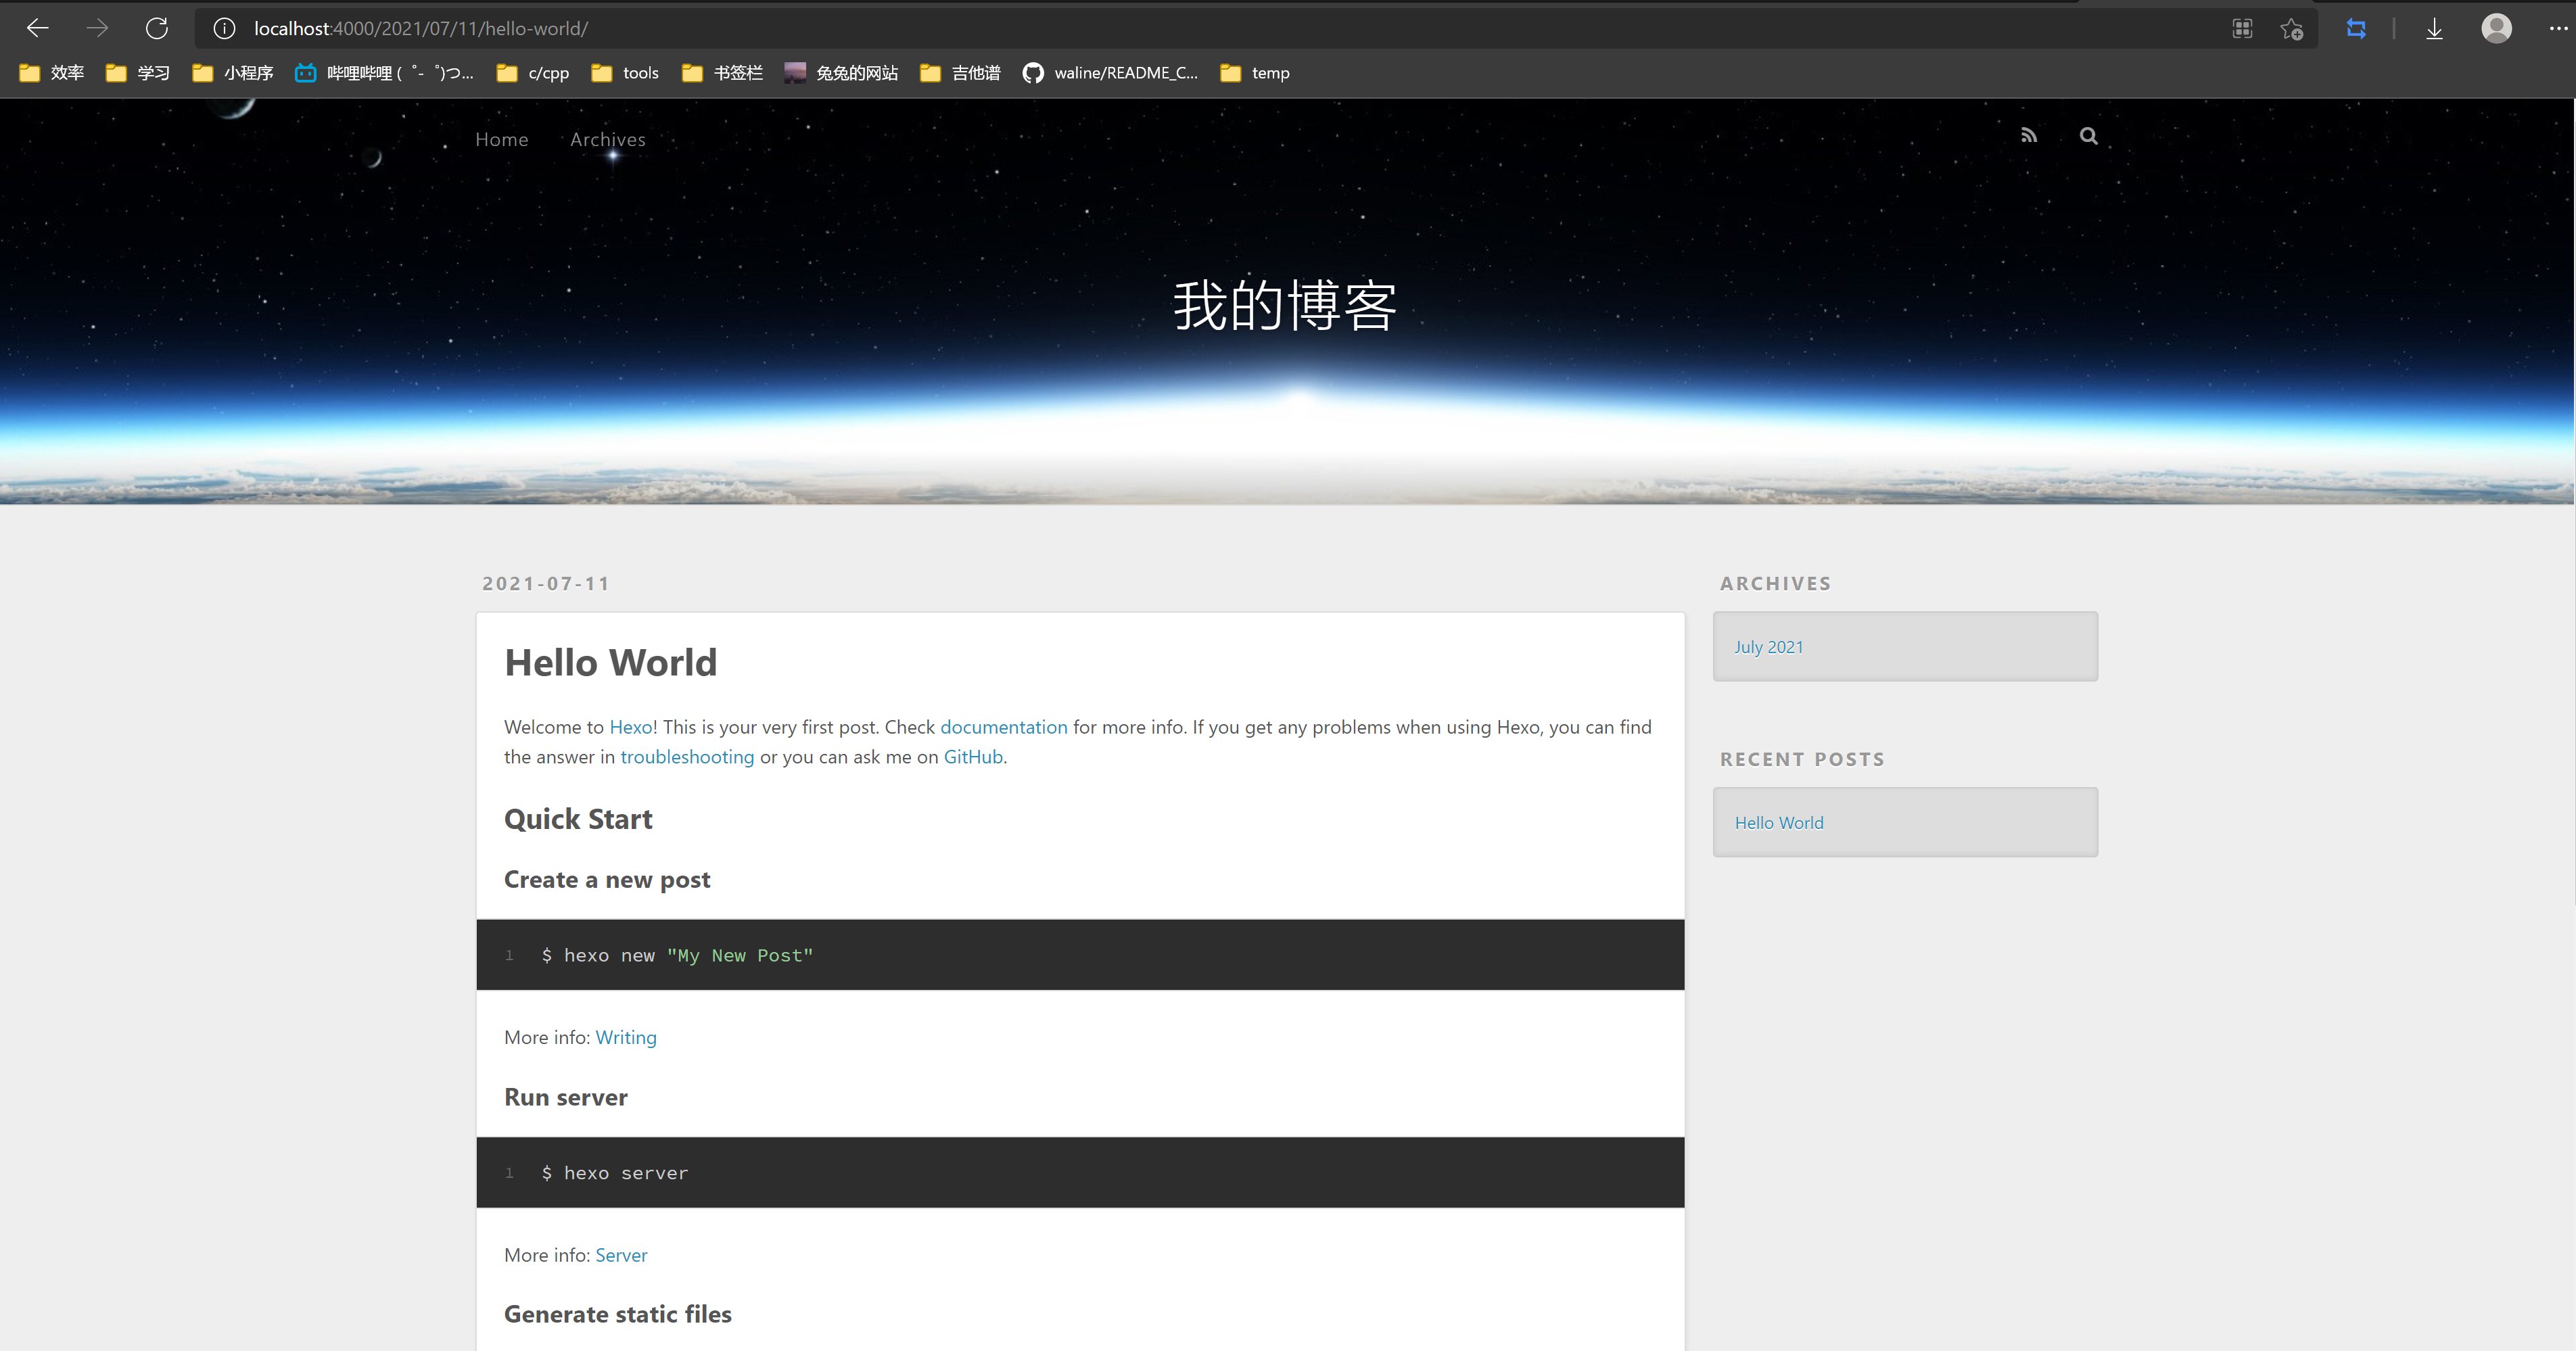 localhost:4000/2021/07/11/hello-world/
效率 学习 小程序 哔哩哔哩 (゜-゜)つ... c/cpp tools 书签栏 兔兔的网站 吉他谱 waline/README_C... temp
Home Archives
我的博客
2021-07-11
Hello World
Welcome to Hexo! This is your very first post. Check documentation for more info. If you get any problems when using Hexo, you can find
the answer in troubleshooting or you can ask me on GitHub.
Quick Start
Create a new post
1 $ hexo new "My New Post"
More info: Writing
Run server
1 $ hexo server
More info: Server
Generate static files
ARCHIVES
July 2021
RECENT POSTS
Hello World